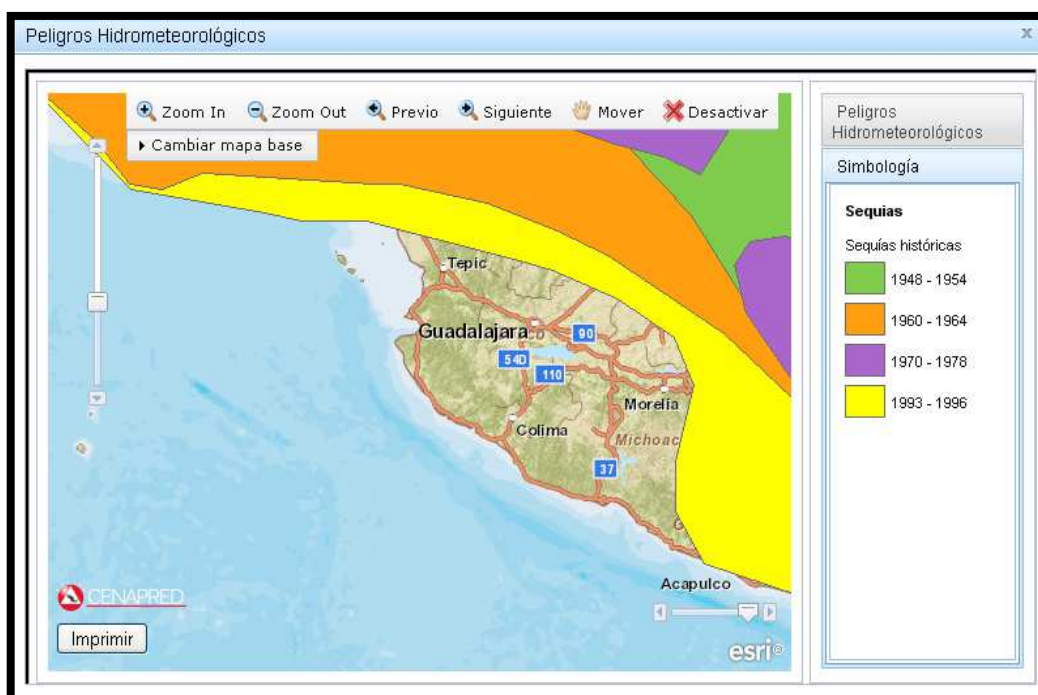 Peligros Hidrometeorológicos
x
Zoom In Zoom Out Previo Siguiente Mover Desactivar
Cambiar mapa base
Tepic
Guadalajara
90
54D
110
Morelia
Colima
37
Acapulco
CENAPRED
Imprimir
esri
Peligros
Hidrometeorológicos
Simbología
Sequias
Sequías históricas
1948 - 1954
1960 - 1964
1970 - 1978
1993 - 1996